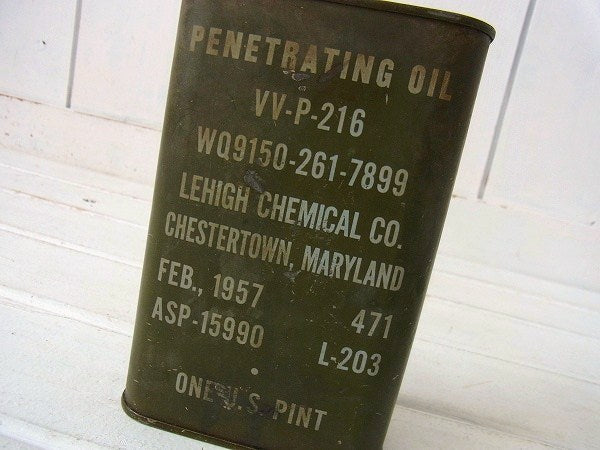 PENETRATING OIL
VV-P-216
WQ9150-261-7899
LEHIGH CHEMICAL CO.
CHESTERTOWN, MARYLAND
FEB., 1957 471
ASP-15990 L-203
ONE U.S. PINT